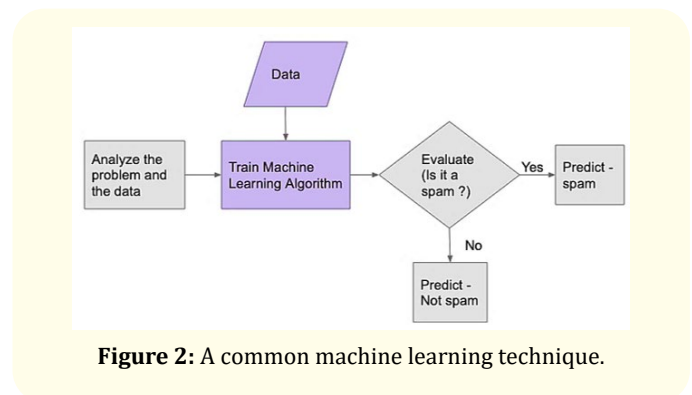 Data
Analyze the
problem and
the data
Train Machine
Learning Algorithm
Evaluate
(Is it a
spam ?)
Yes
Predict -
spam
No
Predict -
Not spam
Figure 2: A common machine learning technique.